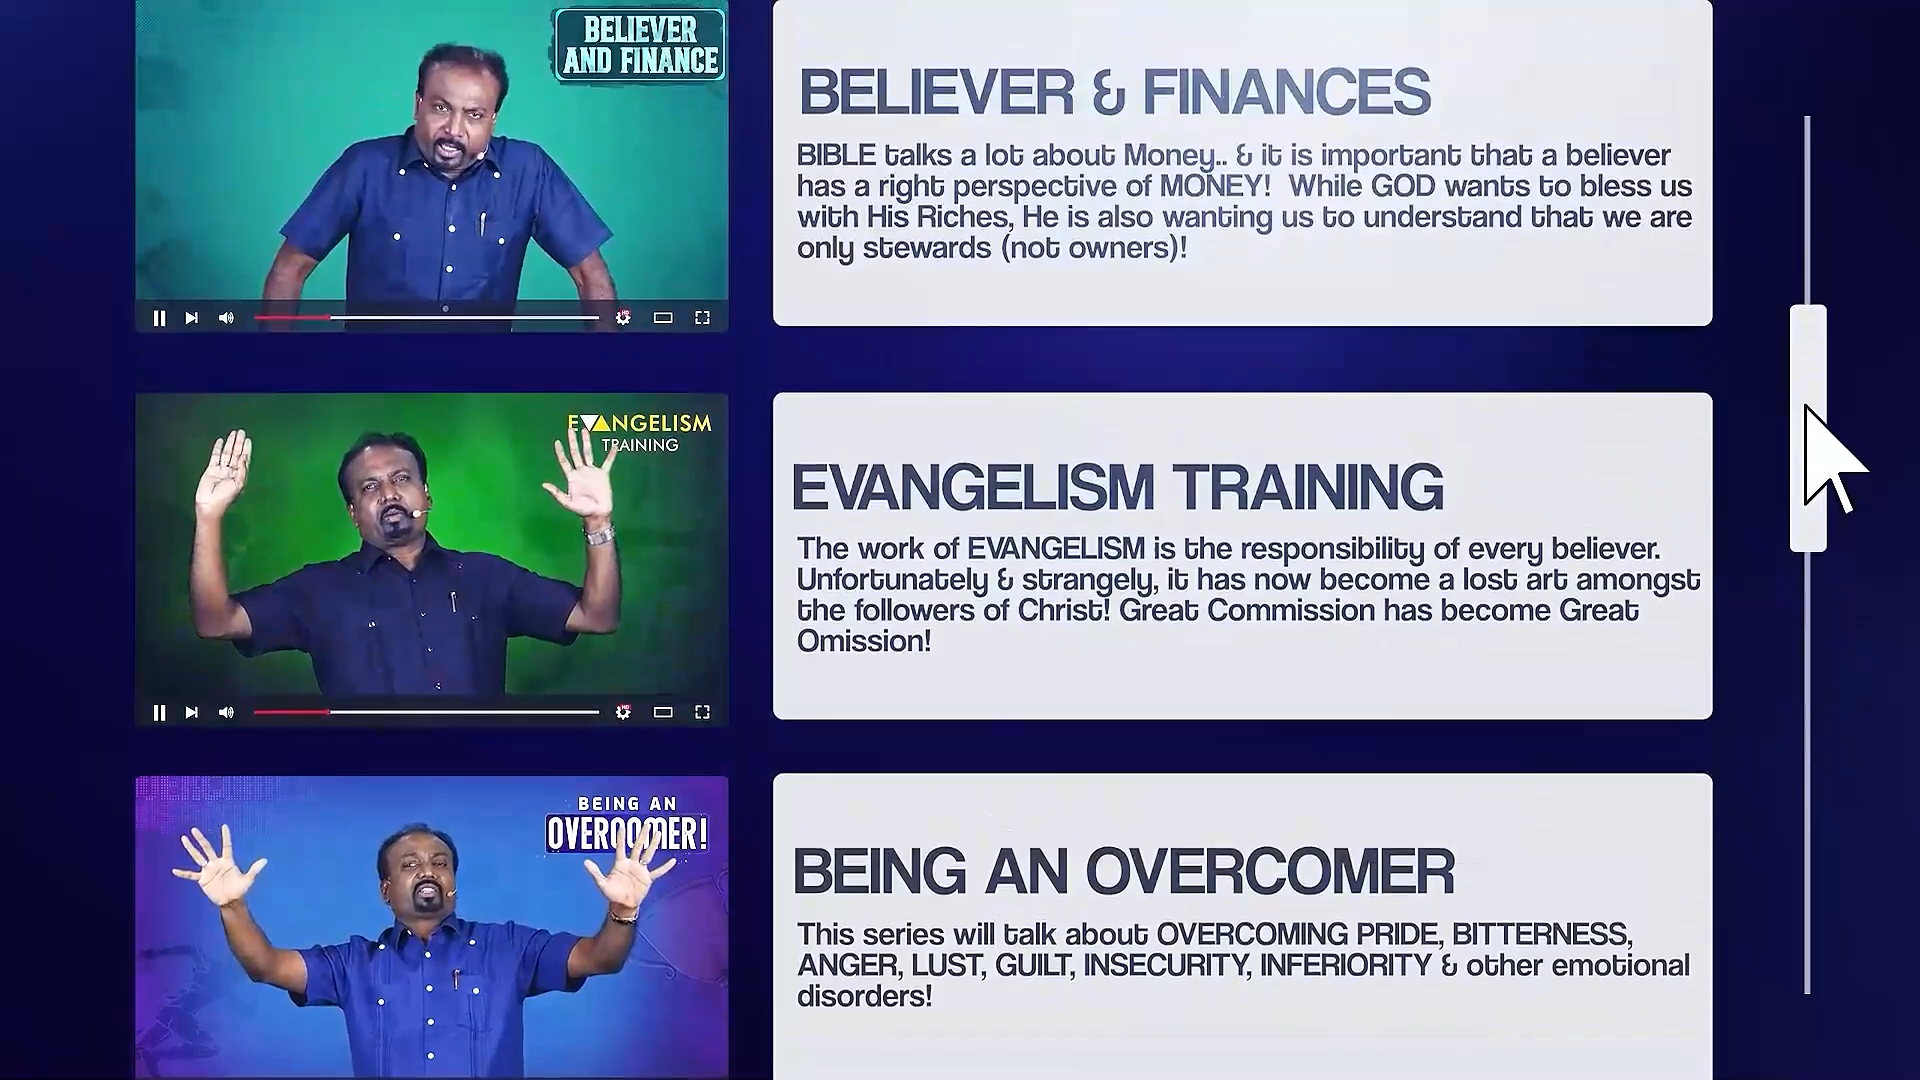 BELIEVER
AND FINANCE
BELIEVER & FINANCES
BIBLE talks a lot about Money.. & it is important that a believer
has a right perspective of MONEY!  While GOD wants to bless us
with His Riches, He is also wanting us to understand that we are
only stewards (not owners)!
EVANGELISM
TRAINING
EVANGELISM TRAINING
The work of EVANGELISM is the responsibility of every believer.
Unfortunately & strangely, it has now become a lost art amongst
the followers of Christ! Great Commission has become Great
Omission!
BEING AN
OVERCOMER!
BEING AN OVERCOMER
This series will talk about OVERCOMING PRIDE, BITTERNESS,
ANGER, LUST, GUILT, INSECURITY, INFERIORITY & other emotional
disorders!